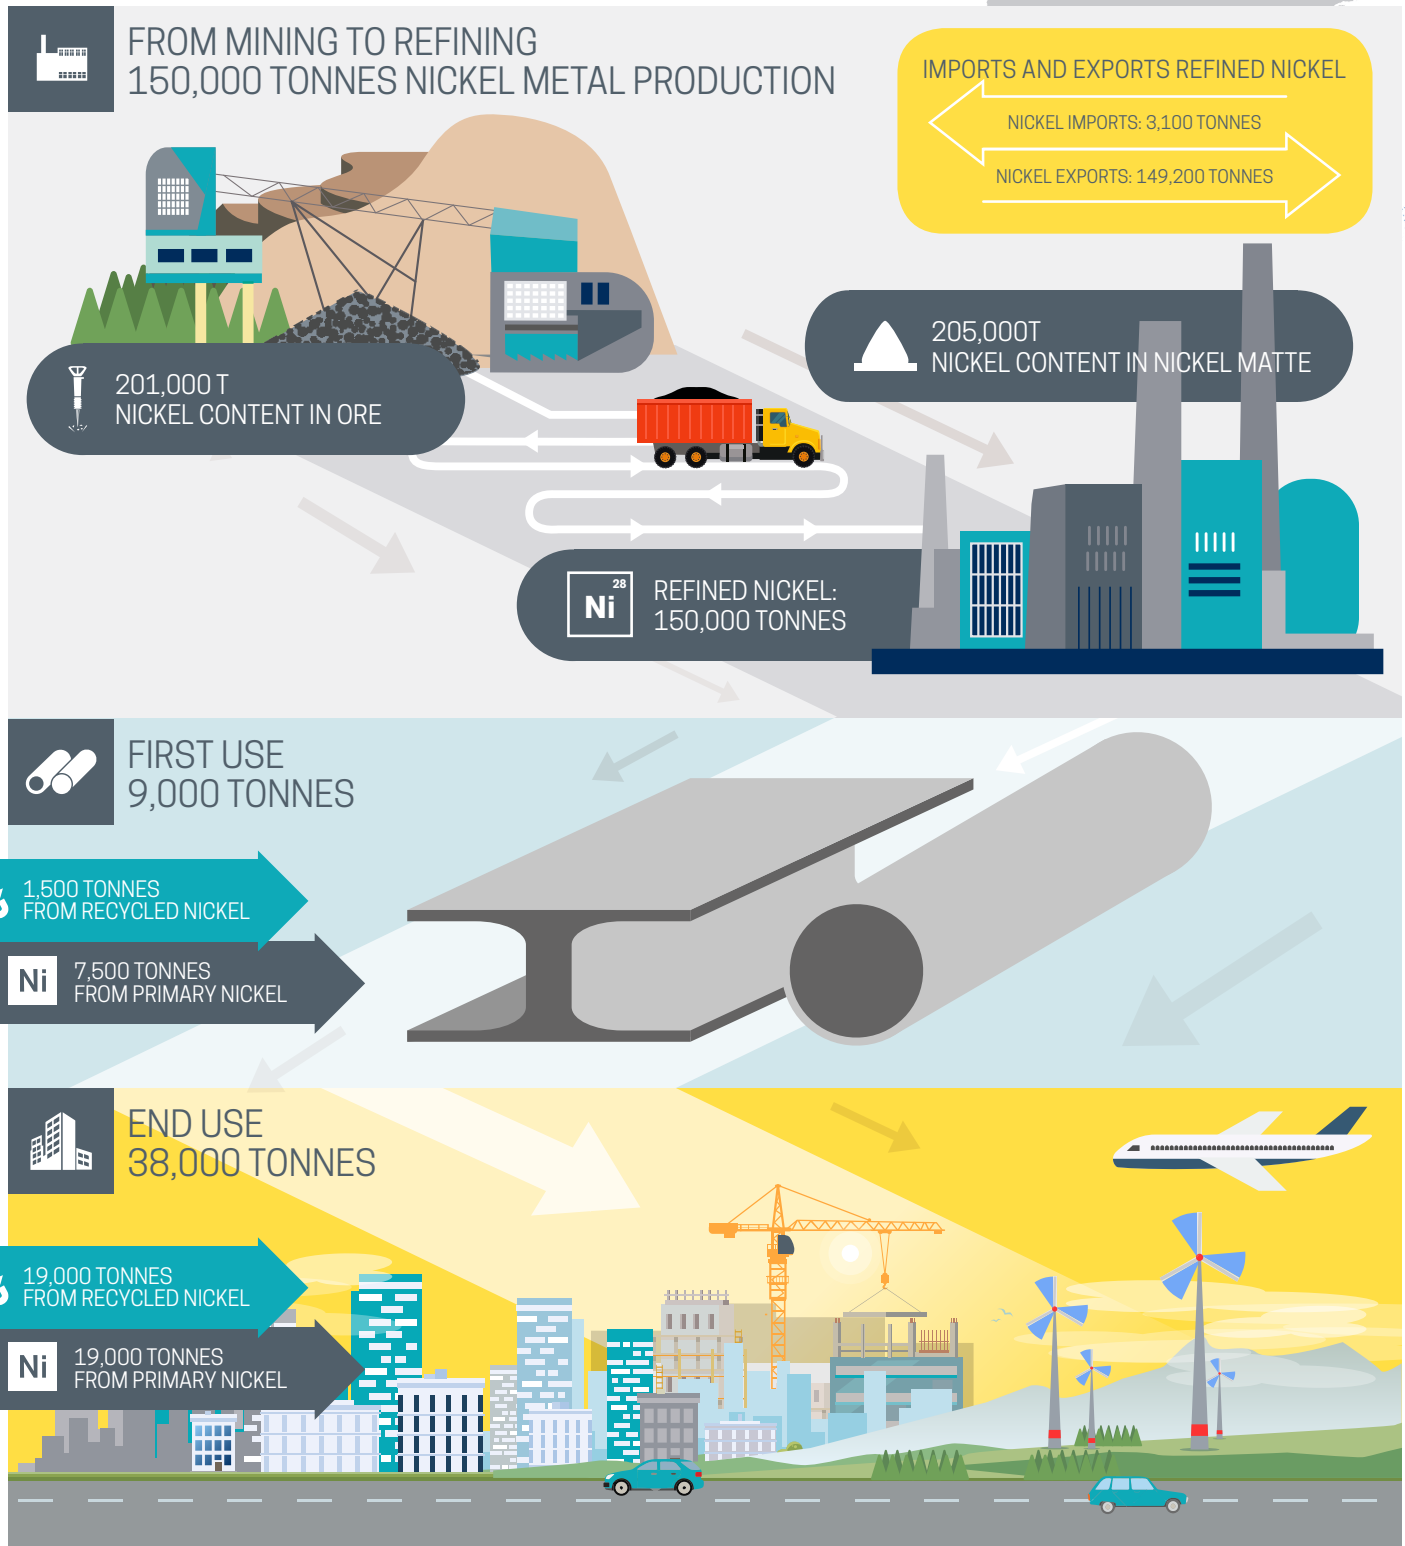 FROM MINING TO REFINING
150,000 TONNES NICKEL METAL PRODUCTION
IMPORTS AND EXPORTS REFINED NICKEL
NICKEL IMPORTS: 3,100 TONNES
NICKEL EXPORTS: 149,200 TONNES
205,000T
NICKEL CONTENT IN NICKEL MATTE
201,000 T
NICKEL CONTENT IN ORE
28
Ni
REFINED NICKEL:
150,000 TONNES
FIRST USE
9,000 TONNES
1,500 TONNES
FROM RECYCLED NICKEL
Ni
7,500 TONNES
FROM PRIMARY NICKEL
END USE
38,000 TONNES
19,000 TONNES
FROM RECYCLED NICKEL
Ni
19,000 TONNES
FROM PRIMARY NICKEL